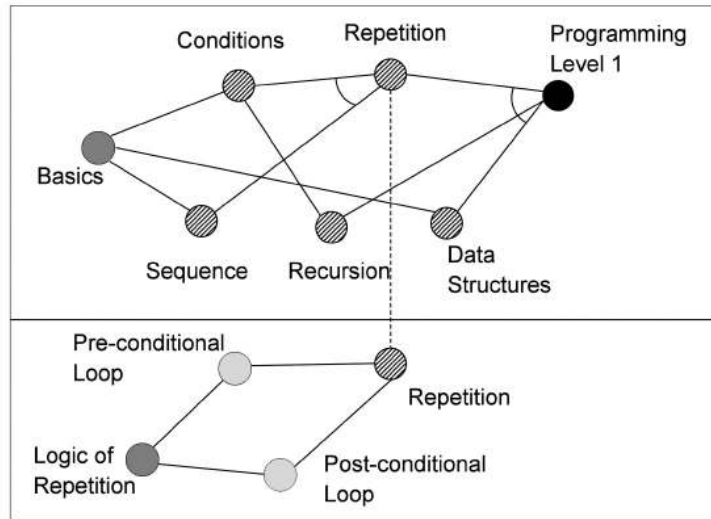 Conditions
Repetition
Programming
Level 1
Basics
Sequence
Recursion
Data
Structures
Pre-conditional
Loop
Repetition
Logic of
Repetition
Post-conditional
Loop